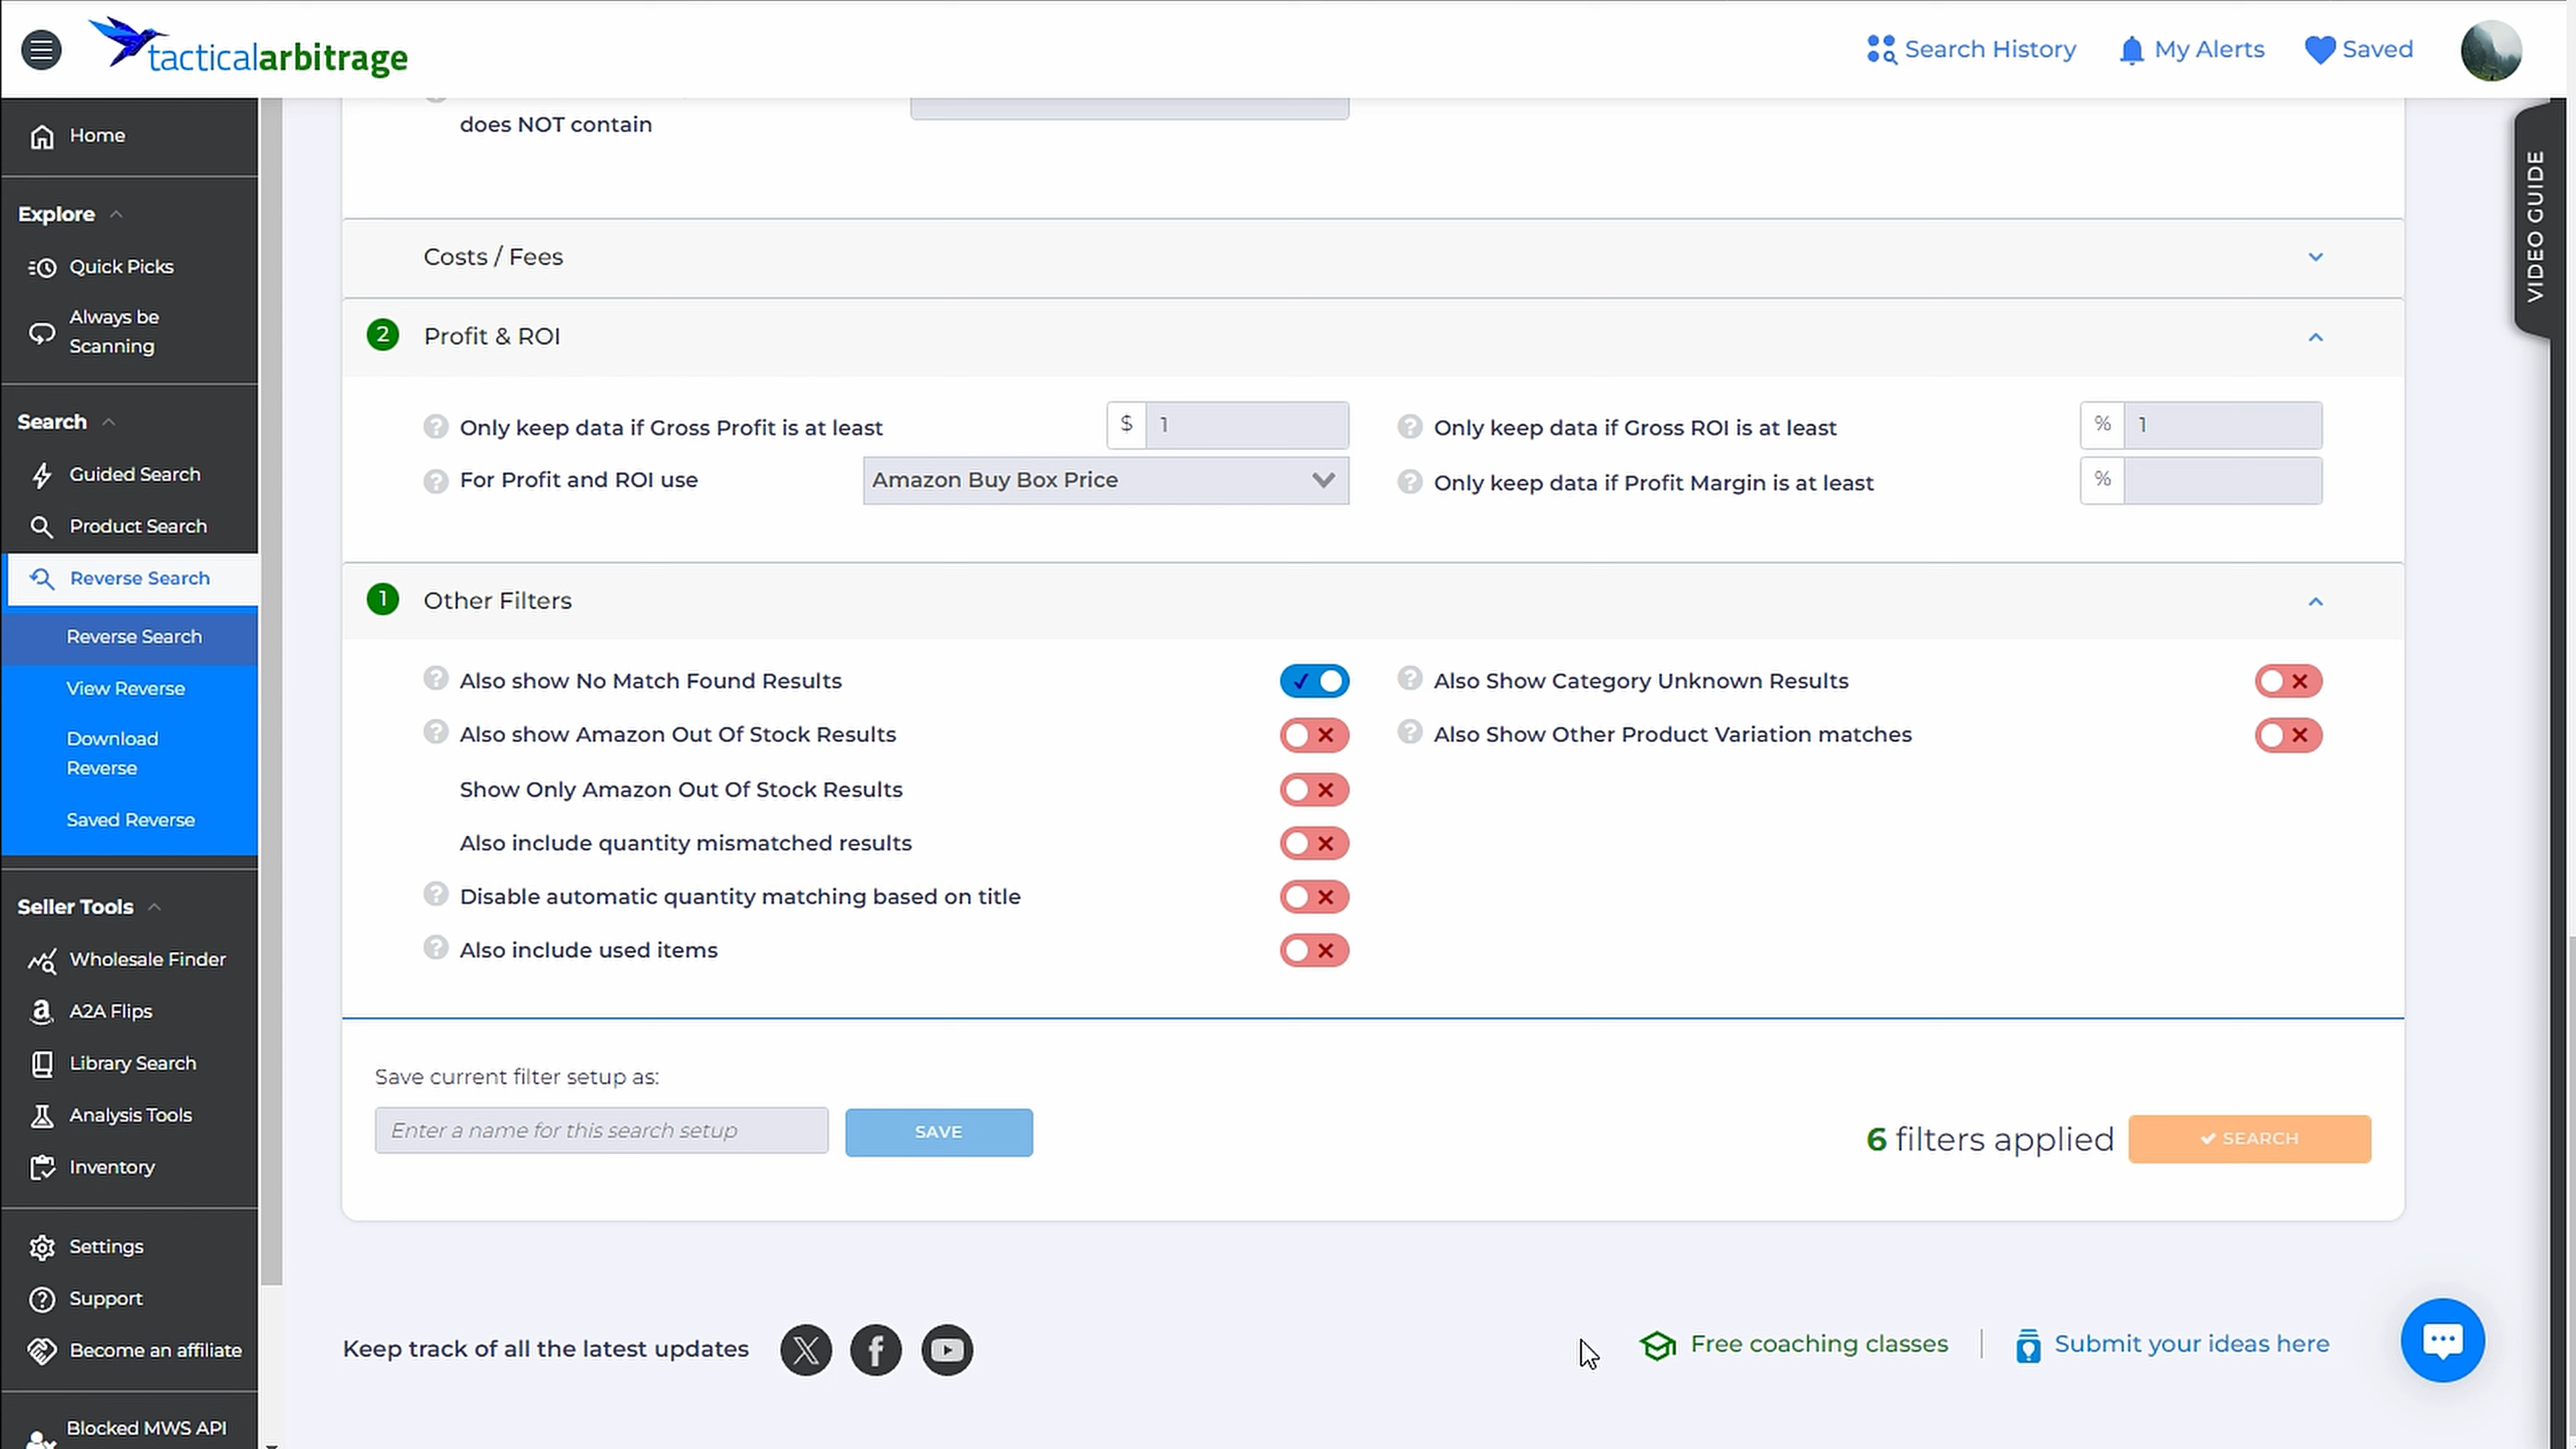 tacticalarbitrage
Search History
My Alerts
Saved
Home
Explore
Quick Picks
Always be
Scanning
Search
Guided Search
Product Search
Reverse Search
Reverse Search
View Reverse
Download
Reverse
Saved Reverse
Seller Tools
Wholesale Finder
A2A Flips
Library Search
Analysis Tools
Inventory
Settings
Support
Become an affiliate
Blocked MWS API
does NOT contain
Costs / Fees
2 Profit & ROI
? Only keep data if Gross Profit is at least $ 1
? Only keep data if Gross ROI is at least % 1
? For Profit and ROI use Amazon Buy Box Price
? Only keep data if Profit Margin is at least %
1 Other Filters
? Also show No Match Found Results
? Also Show Category Unknown Results
? Also show Amazon Out Of Stock Results
? Also Show Other Product Variation matches
Show Only Amazon Out Of Stock Results
Also include quantity mismatched results
? Disable automatic quantity matching based on title
? Also include used items
Save current filter setup as:
Enter a name for this search setup
SAVE
6 filters applied
SEARCH
Keep track of all the latest updates
Free coaching classes
Submit your ideas here
VIDEO GUIDE